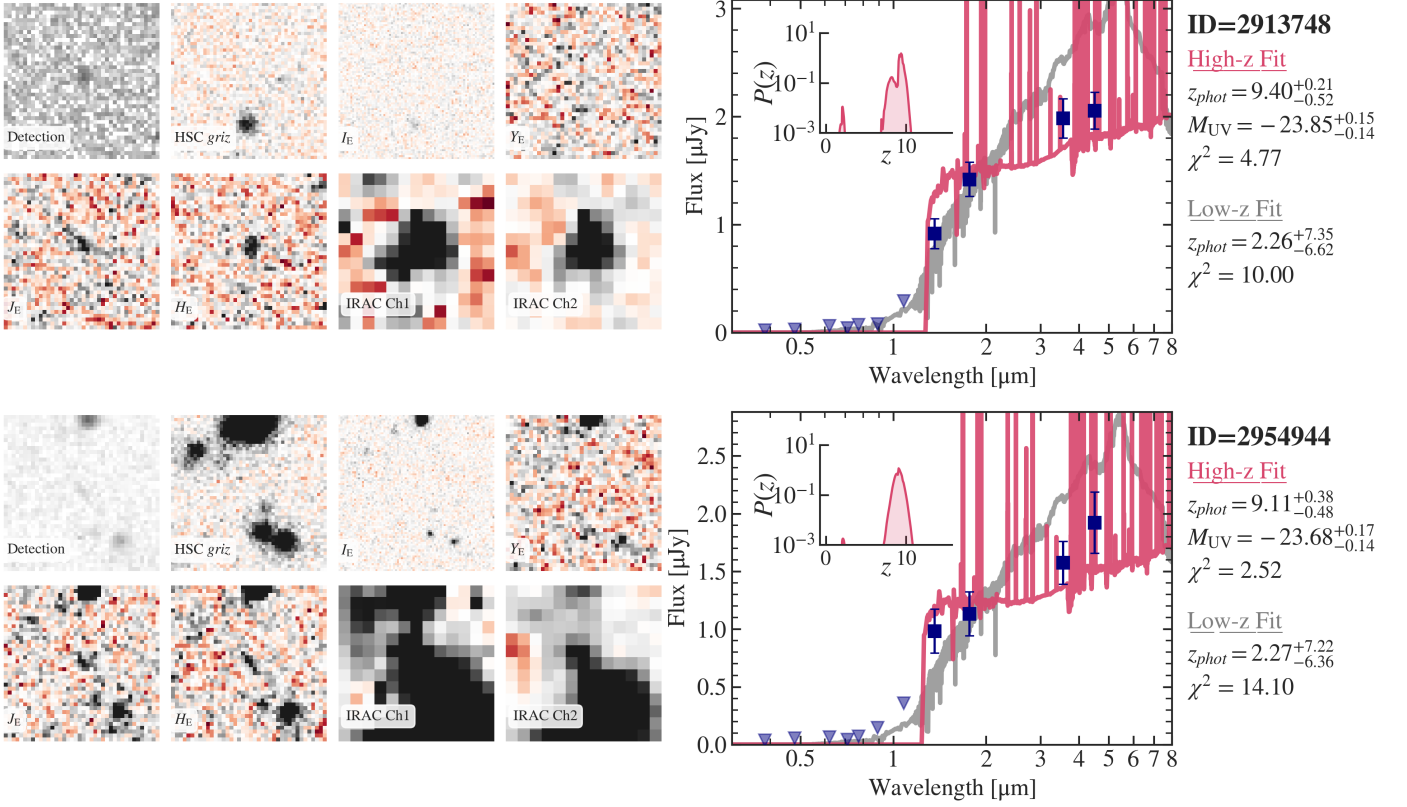 Detection
HSC griz
I_E
Y_E
J_E
H_E
IRAC Ch1
IRAC Ch2
3
2
1
0
Flux [μJy]
P(z)
10^1
10^−1
10^−3
0
z
10
0.5
1
2
3
4
5
6
7
8
Wavelength [μm]
ID=2913748
High-z Fit
z_phot = 9.40^{+0.21}_{−0.52}
M_UV = −23.85^{+0.15}_{−0.14}
χ² = 4.77
Low-z Fit
z_phot = 2.26^{+7.35}_{−6.62}
χ² = 10.00
Detection
HSC griz
I_E
Y_E
J_E
H_E
IRAC Ch1
IRAC Ch2
2.5
2.0
1.5
1.0
0.5
0.0
Flux [μJy]
P(z)
10^1
10^−1
10^−3
0
z
10
0.5
1
2
3
4
5
6
7
8
Wavelength [μm]
ID=2954944
High-z Fit
z_phot = 9.11^{+0.38}_{−0.48}
M_UV = −23.68^{+0.17}_{−0.14}
χ² = 2.52
Low-z Fit
z_phot = 2.27^{+7.22}_{−6.36}
χ² = 14.10